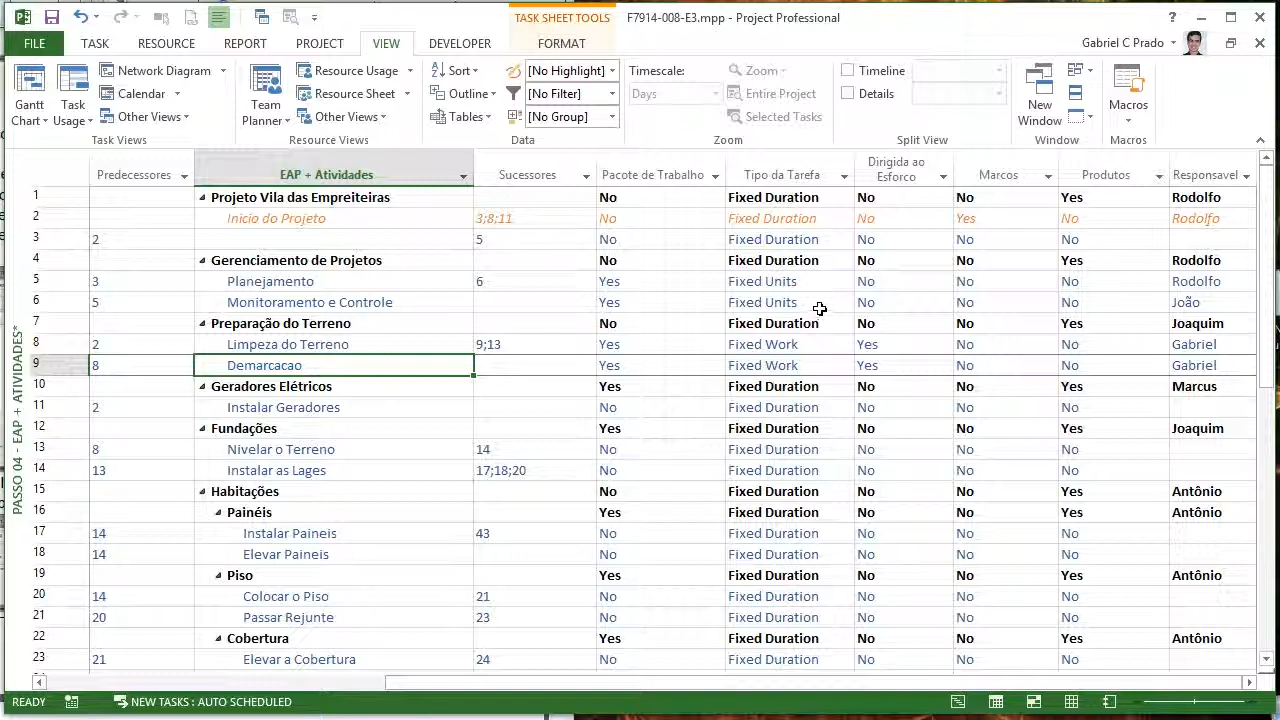 TASK SHEET TOOLS
F7914-008-E3.mpp - Project Professional
FILE TASK RESOURCE REPORT PROJECT VIEW DEVELOPER FORMAT
Gabriel C Prado
Gantt Chart
Task Usage
Network Diagram
Calendar
Other Views
Task Views
Team Planner
Resource Usage
Resource Sheet
Other Views
Resource Views
Sort
Outline
Tables
[No Highlight]
[No Filter]
[No Group]
Data
Timescale:
Days
Zoom
Entire Project
Selected Tasks
Zoom
Timeline
Details
Split View
New Window
Window
Macros
Macros
Predecessores EAP + Atividades Sucessores Pacote de Trabalho Tipo da Tarefa Dirigida ao Esforco Marcos Produtos Responsavel
1 Projeto Vila das Empreiteiras No Fixed Duration No No Yes Rodolfo
2 Inicio do Projeto 3;8;11 No Fixed Duration No Yes No Rodolfo
3 2 5 No Fixed Duration No No No
4 Gerenciamento de Projetos No Fixed Duration No No Yes Rodolfo
5 3 Planejamento 6 Yes Fixed Units No No No Rodolfo
6 5 Monitoramento e Controle Yes Fixed Units No No No João
7 Preparação do Terreno No Fixed Duration No No Yes Joaquim
8 2 Limpeza do Terreno 9;13 Yes Fixed Work Yes No No Gabriel
9 8 Demarcacao Yes Fixed Work Yes No No Gabriel
10 Geradores Elétricos Yes Fixed Duration No No Yes Marcus
11 2 Instalar Geradores No Fixed Duration No No No
12 Fundações Yes Fixed Duration No No Yes Joaquim
13 8 Nivelar o Terreno 14 No Fixed Duration No No No
14 13 Instalar as Lages 17;18;20 No Fixed Duration No No No
15 Habitações No Fixed Duration No No Yes Antônio
16 Painéis Yes Fixed Duration No No Yes Antônio
17 14 Instalar Paineis 43 No Fixed Duration No No No
18 14 Elevar Paineis No Fixed Duration No No No
19 Piso Yes Fixed Duration No No Yes Antônio
20 14 Colocar o Piso 21 No Fixed Duration No No No
21 20 Passar Rejunte 23 No Fixed Duration No No No
22 Cobertura Yes Fixed Duration No No Yes Antônio
23 21 Elevar a Cobertura 24 No Fixed Duration No No No
PASSO 04 - EAP + ATIVIDADES*
READY NEW TASKS : AUTO SCHEDULED